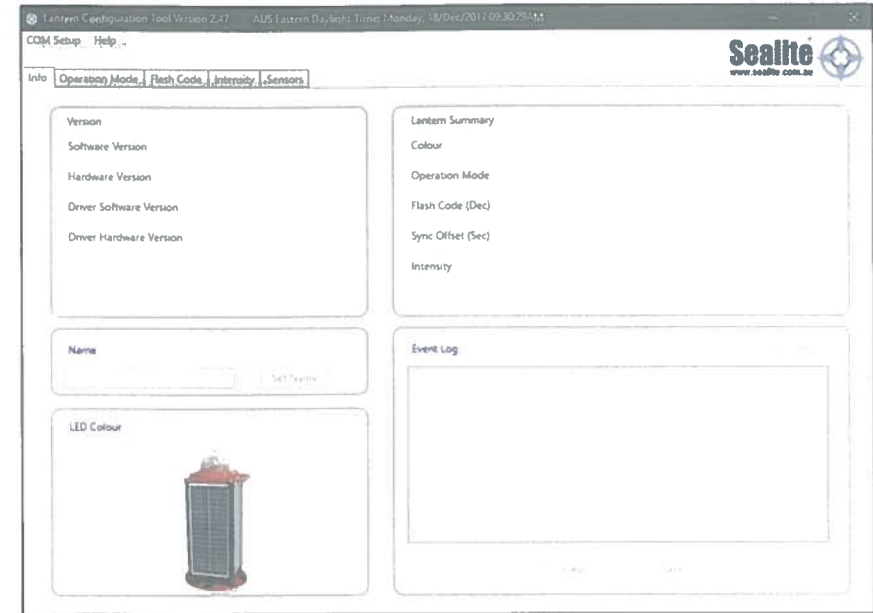 Lantern Configuration Tool Version 2.47 AUS Eastern Daylight Time: Monday, 18/Dec/2017 09:30:29AM
COM Setup Help
Sealite
www.sealite.com.au
Info Operation Mode Flash Code Intensity Sensors
Version
Software Version
Hardware Version
Driver Software Version
Driver Hardware Version
Lantern Summary
Colour
Operation Mode
Flash Code (Dec)
Sync Offset (Sec)
Intensity
Name
Set Name
LED Colour
Event Log